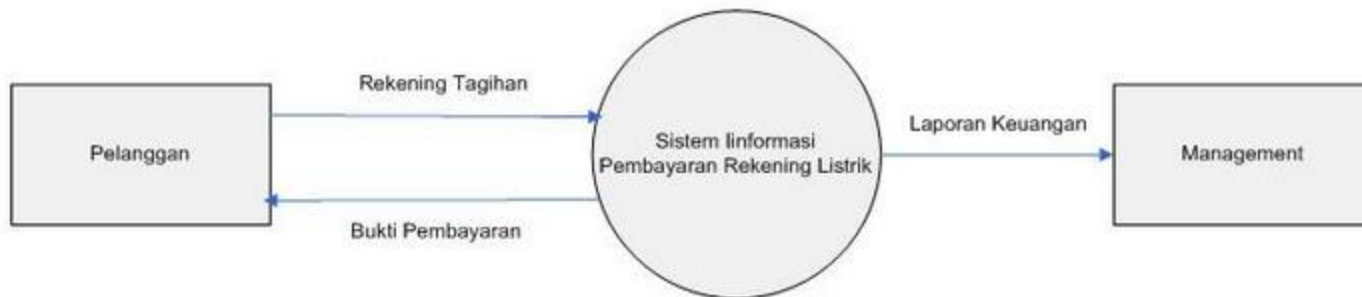 Rekening Tagihan
Pelanggan
Sistem Iinformasi
Pembayaran Rekening Listrik
Laporan Keuangan
Management
Bukti Pembayaran